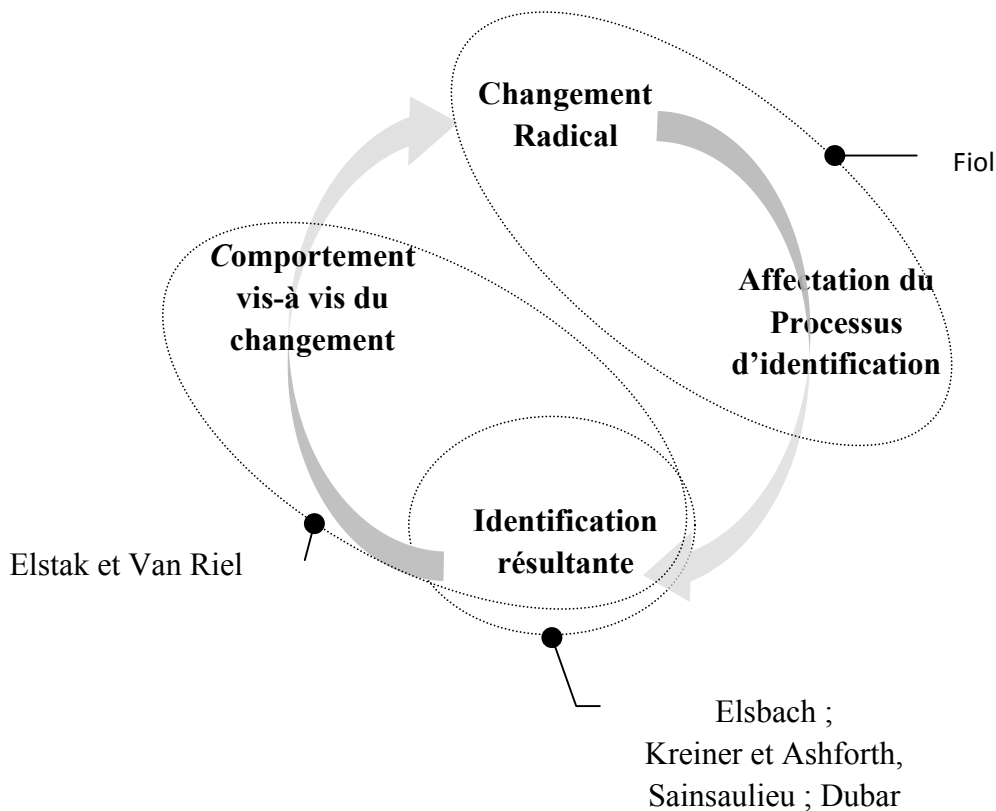 Changement
Radical
Fiol
Comportement
vis-à vis du
changement
Affectation du
Processus
d’identification
Identification
résultante
Elstak et Van Riel
Elsbach ;
Kreiner et Ashforth,
Sainsaulieu ; Dubar